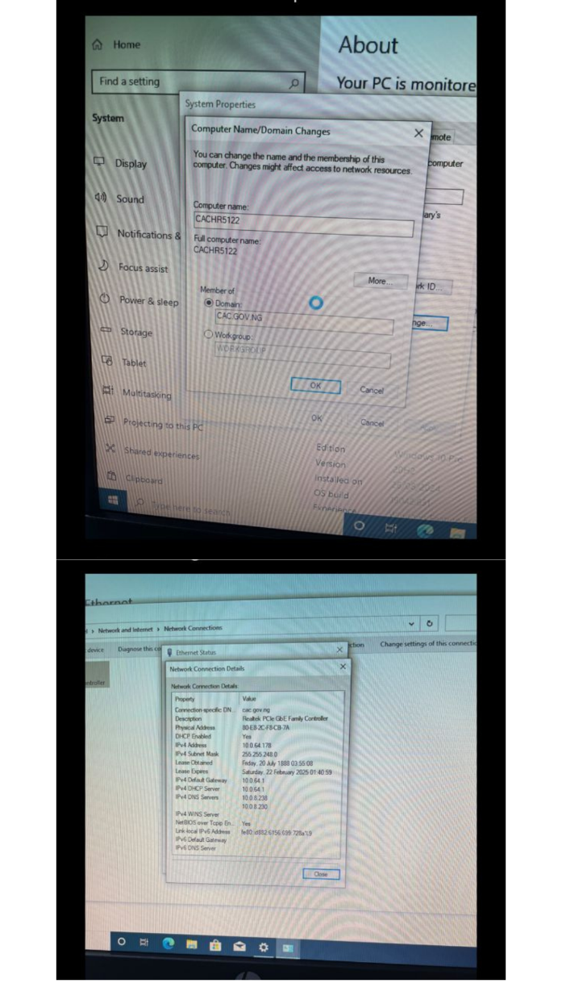 Home
About
Find a setting
Your PC is monitore
System Properties
System
Computer Name/Domain Changes
mote
You can change the name and the membership of this
computer. Changes might affect access to network resources.
computer
Display
Sound
Computer name:
CACHR5122
ary's
Notifications &
Full computer name:
CACHR5122
Focus assist
More...
rk ID...
Member of
Power & sleep
Domain:
CAC.GOV.NG
nge...
Storage
Workgroup:
WORKGROUP
Tablet
OK
Cancel
Multitasking
OK
Cancel
Projecting to this PC
Edition
Windows 10 Pro
Shared experiences
Version
Installed on
Clipboard
OS build
Experience
Type here to search
Ethernet
Network and Internet > Network Connections
device
Diagnose this co
Ethernet Status
ction
Change settings of this connectic
Network Connection Details
ntroller
Network Connection Details:
Property Value
Connection-specific DN... cac.gov.ng
Description Realtek PCIe GbE Family Controller
Physical Address 80-E8-2C-F8-CB-7A
DHCP Enabled Yes
IPv4 Address 10.0.64.178
IPv4 Subnet Mask 255.255.248.0
Lease Obtained Friday, 20 July 1888 03:55:08
Lease Expires Saturday, 22 February 2025 01:40:59
IPv4 Default Gateway 10.0.64.1
IPv4 DHCP Server 10.0.64.1
IPv4 DNS Servers 10.0.8.238
10.0.8.230
IPv4 WINS Server
NetBIOS over Tcpip En... Yes
Link-local IPv6 Address
IPv6 Default Gateway
IPv6 DNS Server
Close